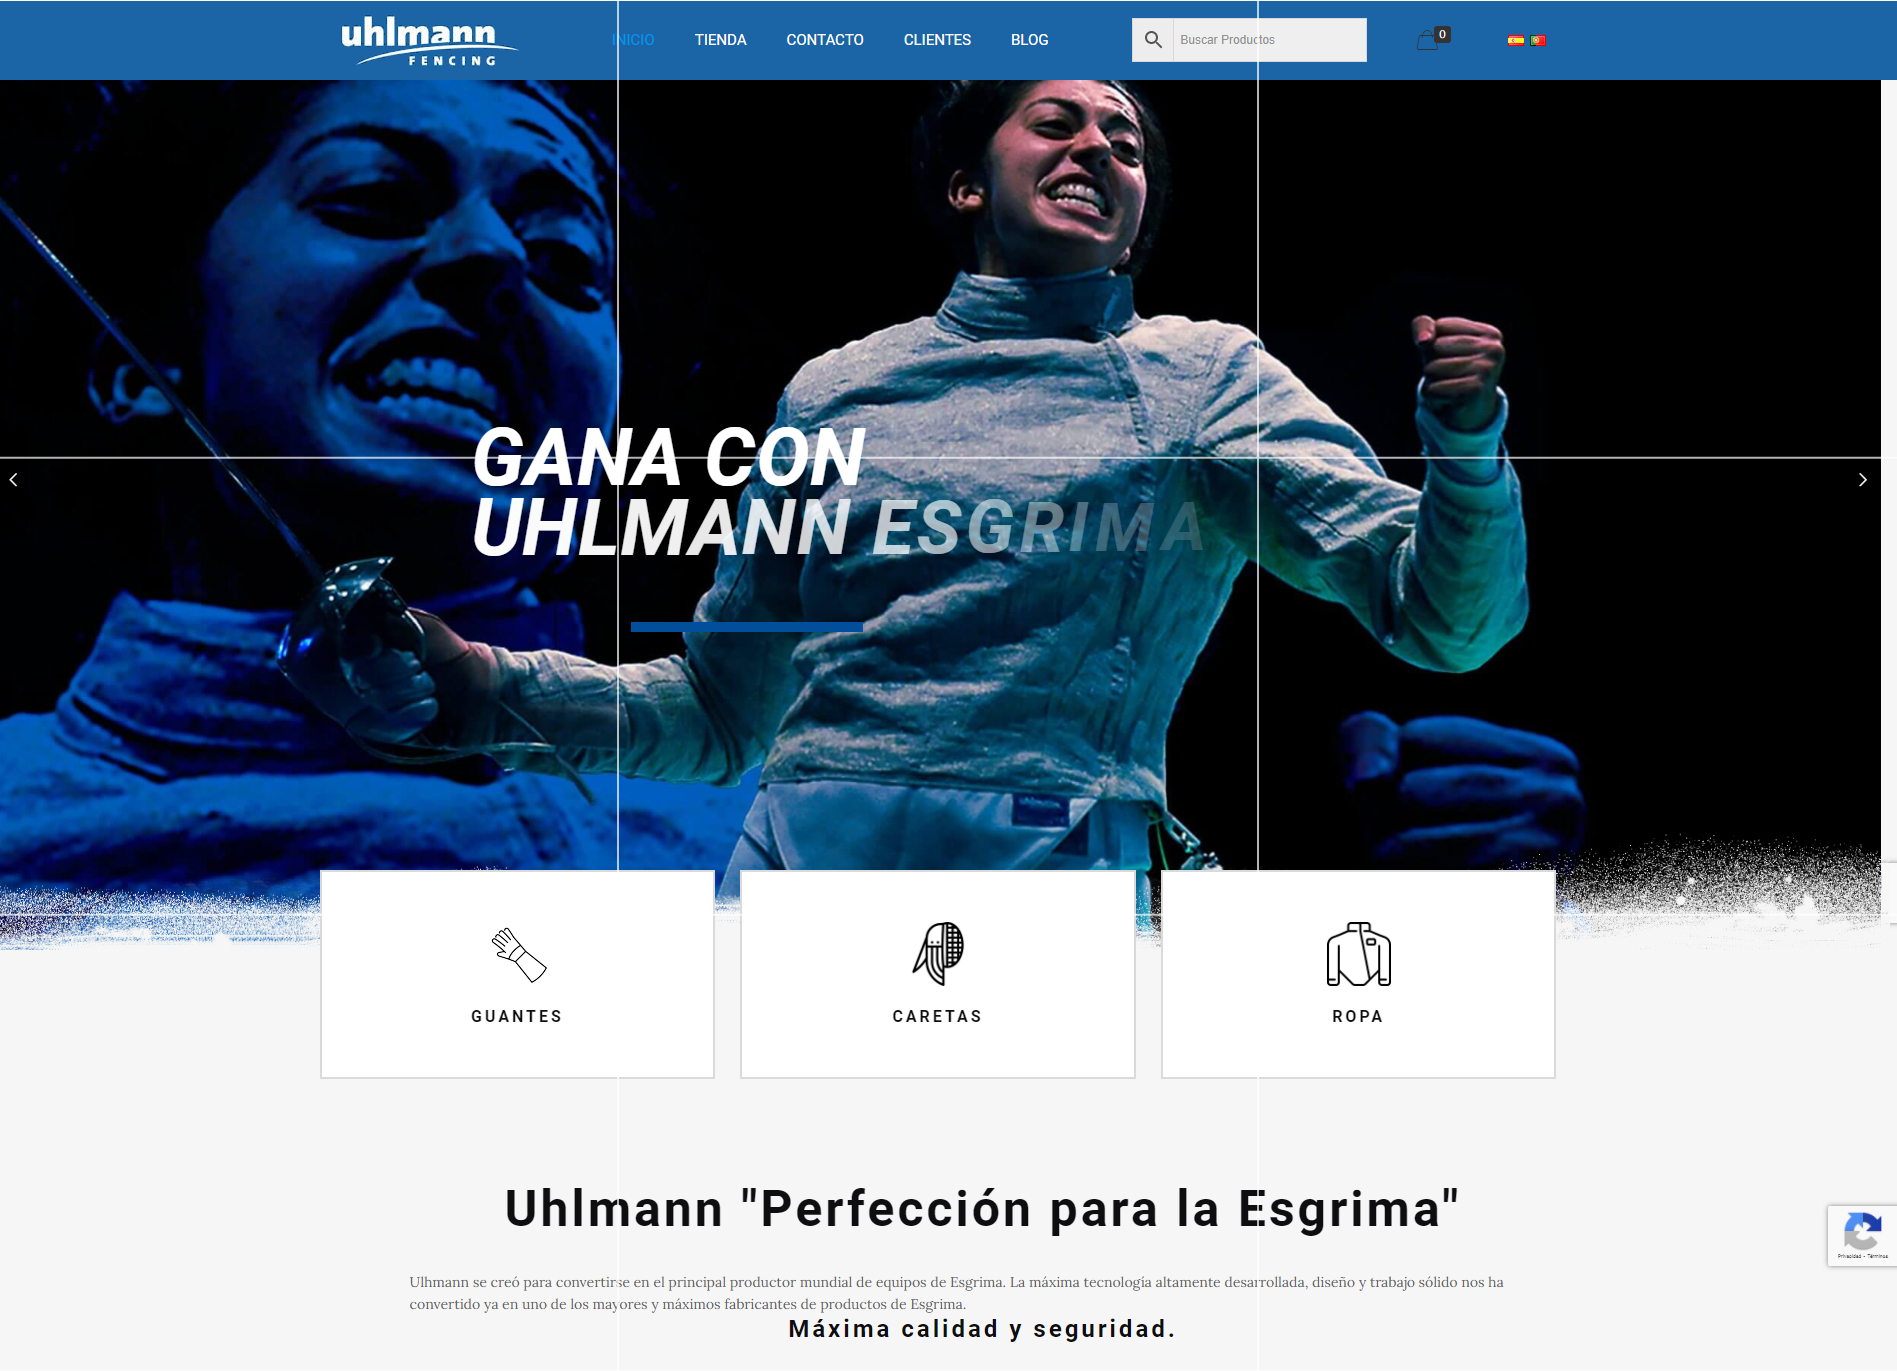 uhlmann
FENCING
INICIO TIENDA CONTACTO CLIENTES BLOG
Buscar Productos
0
GANA CON
UHLMANN ESGRIMA
uhlmann
GUANTES CARETAS ROPA
Uhlmann "Perfección para la Esgrima"
Ulhmann se creó para convertirse en el principal productor mundial de equipos de Esgrima. La máxima tecnología altamente desarrollada, diseño y trabajo sólido nos ha
convertido ya en uno de los mayores y máximos fabricantes de productos de Esgrima.
Máxima calidad y seguridad.
Privacidad - Términos